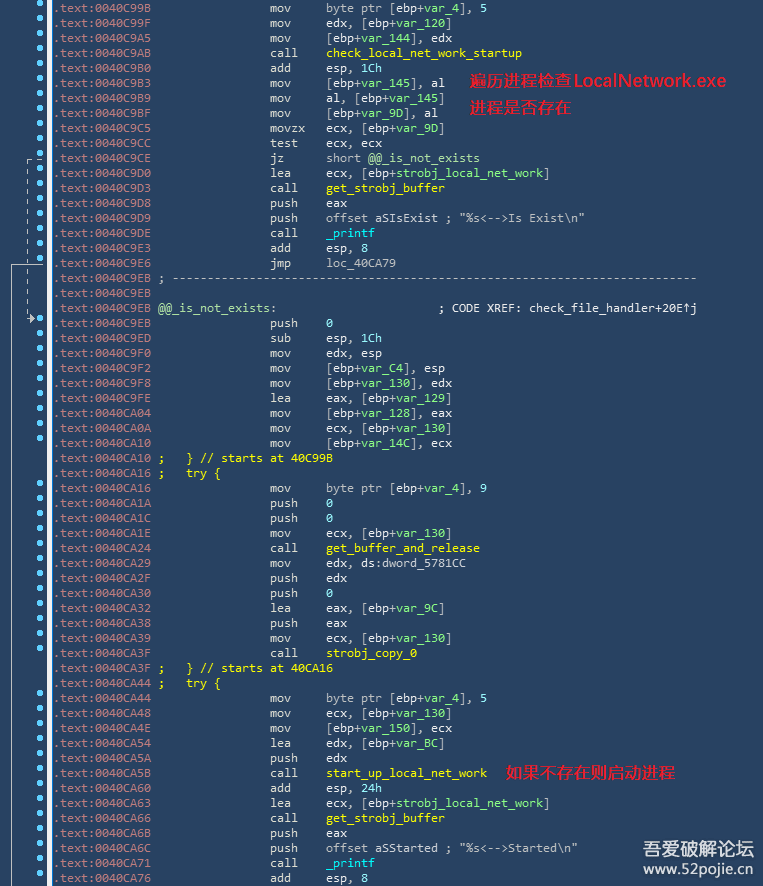 .text:0040C99B mov byte ptr [ebp+var_4], 5
.text:0040C99F mov edx, [ebp+var_120]
.text:0040C9A5 mov [ebp+var_144], edx
.text:0040C9AB call check_local_net_work_startup
.text:0040C9B0 add esp, 1Ch
.text:0040C9B3 mov [ebp+var_145], al 遍历进程检查LocalNetwork.exe
.text:0040C9B9 mov al, [ebp+var_145]
.text:0040C9BF mov [ebp+var_9D], al 进程是否存在
.text:0040C9C5 movzx ecx, [ebp+var_9D]
.text:0040C9CC test ecx, ecx
.text:0040C9CE jz short @@_is_not_exists
.text:0040C9D0 lea ecx, [ebp+strobj_local_net_work]
.text:0040C9D3 call get_strobj_buffer
.text:0040C9D8 push eax
.text:0040C9D9 push offset aSIsExist ; "%s<-->Is Exist\n"
.text:0040C9DE call _printf
.text:0040C9E3 add esp, 8
.text:0040C9E6 jmp loc_40CA79
.text:0040C9EB ; ---------------------------------------------------------------------------
.text:0040C9EB
.text:0040C9EB @@_is_not_exists: ; CODE XREF: check_file_handler+20E↑j
.text:0040C9EB push 0
.text:0040C9ED sub esp, 1Ch
.text:0040C9F0 mov edx, esp
.text:0040C9F2 mov [ebp+var_C4], esp
.text:0040C9F8 mov [ebp+var_130], edx
.text:0040C9FE lea eax, [ebp+var_129]
.text:0040CA04 mov [ebp+var_128], eax
.text:0040CA0A mov ecx, [ebp+var_130]
.text:0040CA10 mov [ebp+var_14C], ecx
.text:0040CA10 ; } // starts at 40C99B
.text:0040CA16 ; try {
.text:0040CA16 mov byte ptr [ebp+var_4], 9
.text:0040CA1A push 0
.text:0040CA1C push 0
.text:0040CA1E mov ecx, [ebp+var_130]
.text:0040CA24 call get_buffer_and_release
.text:0040CA29 mov edx, ds:dword_5781CC
.text:0040CA2F push edx
.text:0040CA30 push 0
.text:0040CA32 lea eax, [ebp+var_9C]
.text:0040CA38 push eax
.text:0040CA39 mov ecx, [ebp+var_130]
.text:0040CA3F call strobj_copy_0
.text:0040CA3F ; } // starts at 40CA16
.text:0040CA44 ; try {
.text:0040CA44 mov byte ptr [ebp+var_4], 5
.text:0040CA48 mov ecx, [ebp+var_130]
.text:0040CA4E mov [ebp+var_150], ecx
.text:0040CA54 lea edx, [ebp+var_BC]
.text:0040CA5A push edx
.text:0040CA5B call start_up_local_net_work 如果不存在则启动进程
.text:0040CA60 add esp, 24h
.text:0040CA63 lea ecx, [ebp+strobj_local_net_work]
.text:0040CA66 call get_strobj_buffer
.text:0040CA6B push eax
.text:0040CA6C push offset aSStarted ; "%s<-->Started\n"
.text:0040CA71 call _printf
.text:0040CA76 add esp, 8
吾爱破解论坛
www.52pojie.cn